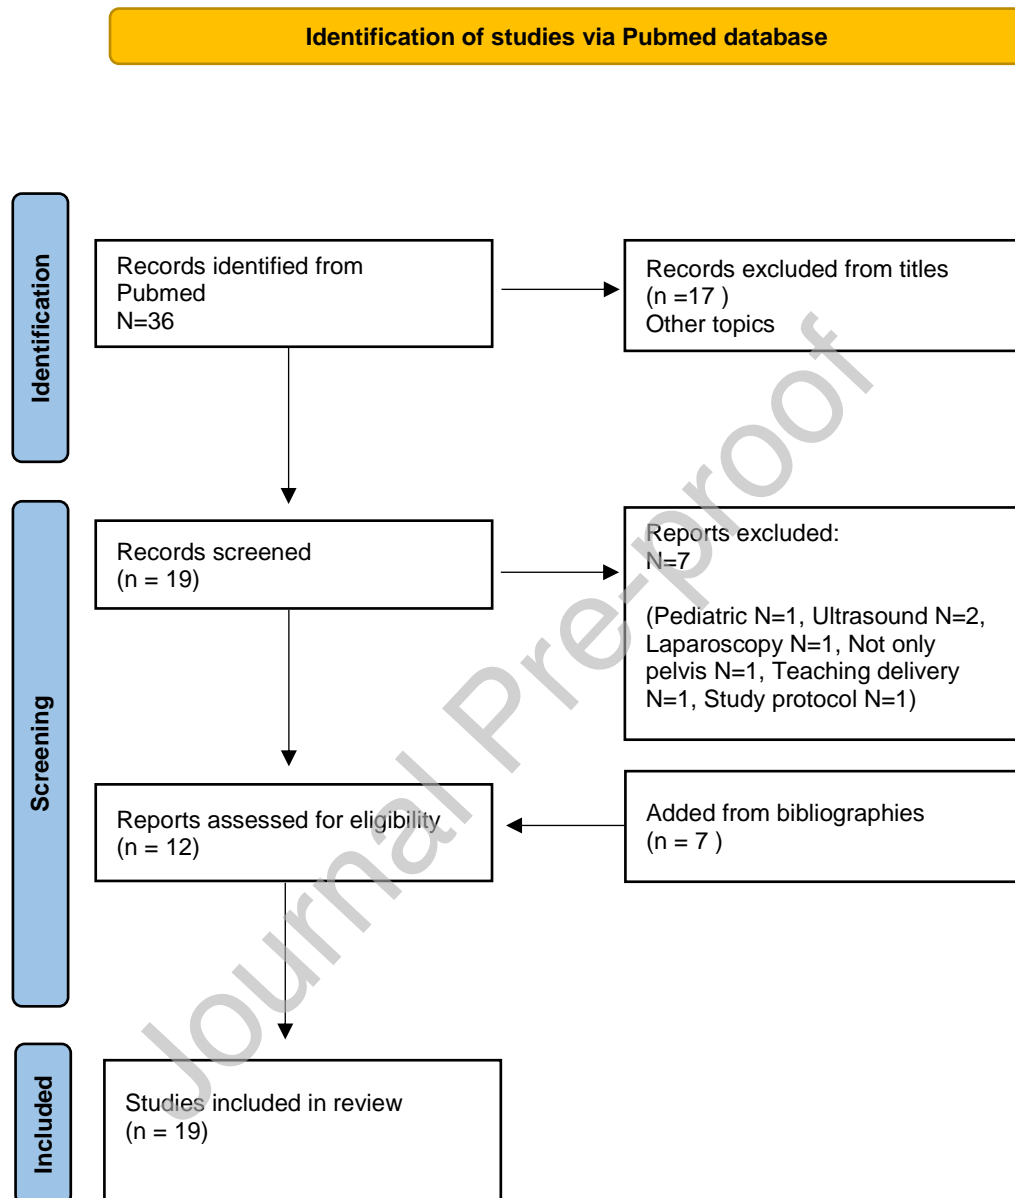 Identification of studies via Pubmed database
Identification
Records identified from
Pubmed
N=36
Records excluded from titles
(n =17 )
Other topics
Screening
Records screened
(n = 19)
Reports excluded:
N=7
(Pediatric N=1, Ultrasound N=2,
Laparoscopy N=1, Not only
pelvis N=1, Teaching delivery
N=1, Study protocol N=1)
Reports assessed for eligibility
(n = 12)
Added from bibliographies
(n = 7 )
Included
Studies included in review
(n = 19)
Journal Pre-proof